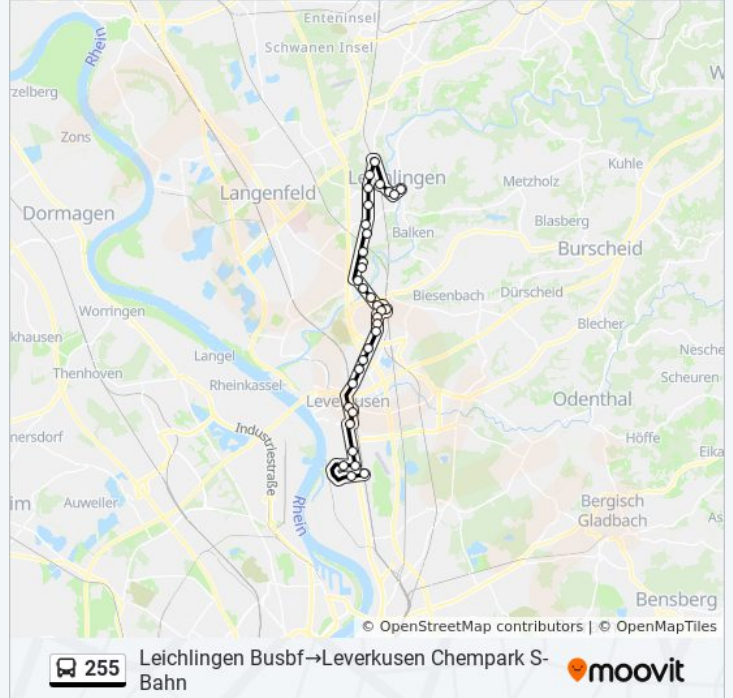 Enteninsel
Schwanen Insel
Rhein
W
rzelberg
Zons
Kuhle
Leichlingen
Metzholz
Langenfeld
Dormagen
Blasberg
Balken
Burscheid
Biesenbach
Dürscheid
Worringen
Blecher
khausen
Langel
Nesche
Thenhoven
Scheuren
Rheinkassel
Leverkusen
Odenthal
nersdorf
Industriestraße
Höffe
Eika
im
Auweiler
Rhein
Bergisch
Gladbach
As
Bensberg
© OpenStreetMap contributors | © OpenMapTiles
255
Leichlingen Busbf→Leverkusen Chempark S-
Bahn
moovit